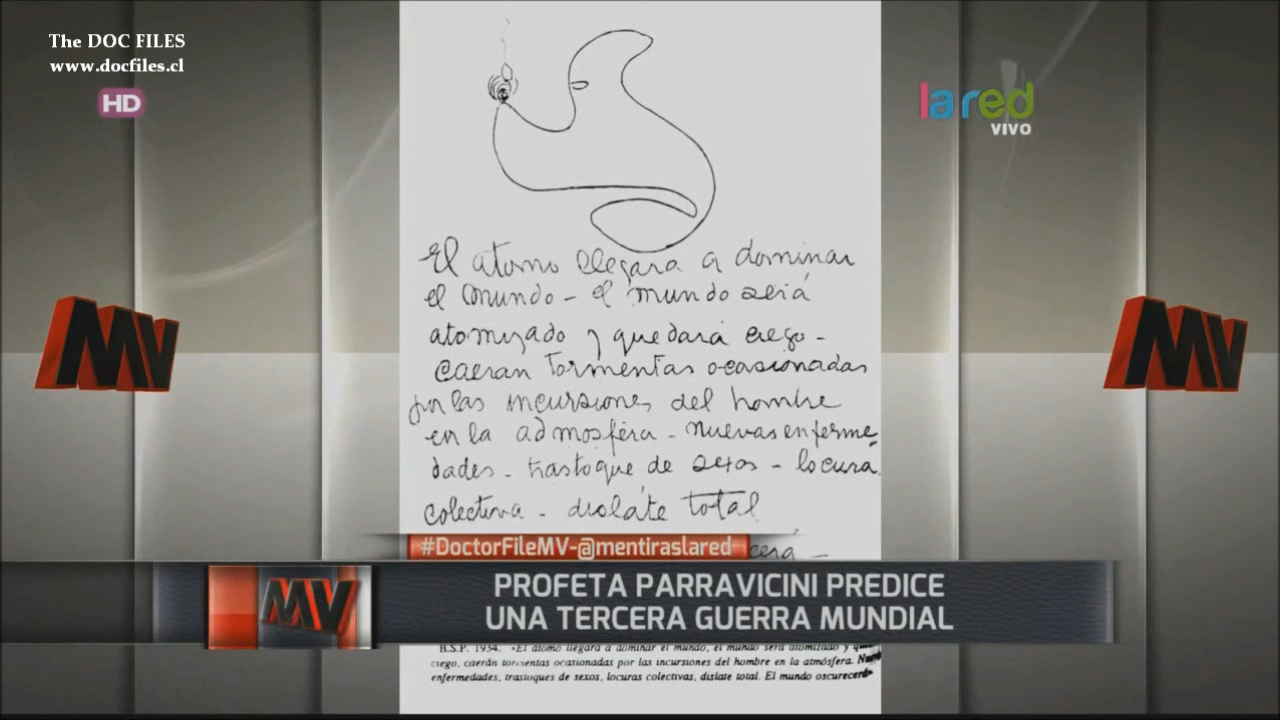 The DOC FILES
www.docfiles.cl
HD
la red
VIVO
El atomo llegara a dominar
el mundo - el mundo será
atomizado y quedará ciego -
caeran tormentas ocasionadas
por las incursiones del hombre
en la admosféra - nuevas enferme
dades - trastoque de sexos - locura
colectiva - disláte total
cerá -
MV
MV
#DoctorFileMV-@mentiraslared
MV
PROFETA PARRAVICINI PREDICE
UNA TERCERA GUERRA MUNDIAL
B.S.P. 1934. «El átomo llegará a dominar el mundo, el mundo será atomizado y
ciego, caerán tormentas ocasionadas por las incursiones del hombre en la atmósfera.
enfermedades, trastoques de sexos, locuras colectivas, dislate total. El mundo oscurecerá